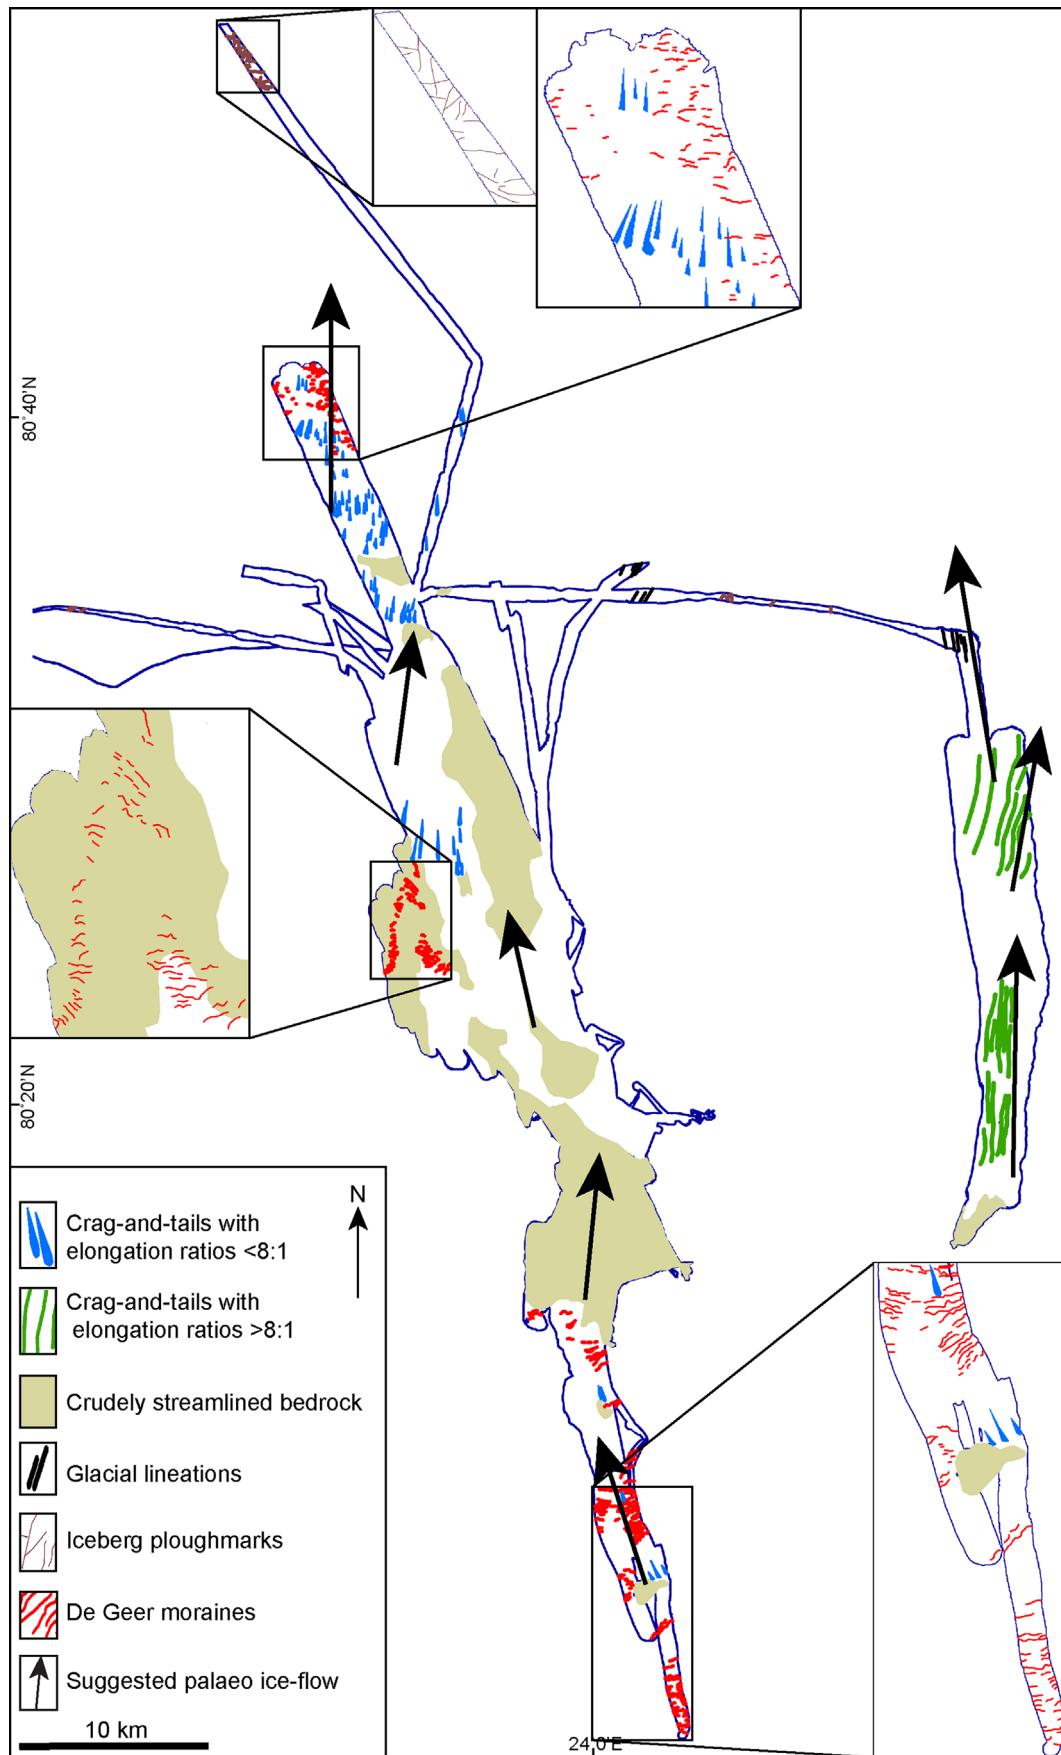 80°40'N
80°20'N
N
Crag-and-tails with
elongation ratios <8:1
Crag-and-tails with
elongation ratios >8:1
Crudely streamlined bedrock
Glacial lineations
Iceberg ploughmarks
De Geer moraines
Suggested palaeo ice-flow
10 km
24°0'E